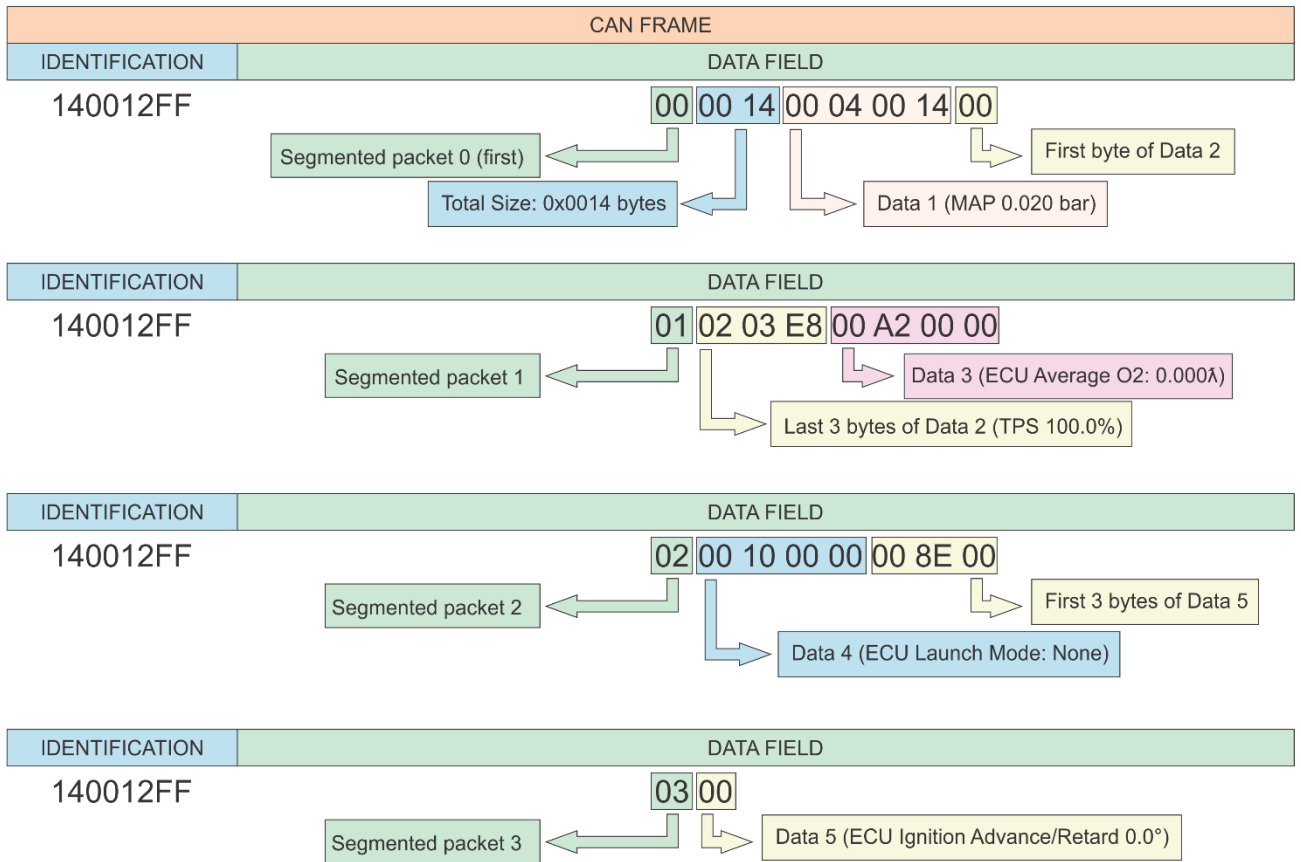 CAN FRAME
IDENTIFICATION DATA FIELD
140012FF 00 00 14 00 04 00 14 00
Segmented packet 0 (first)
First byte of Data 2
Total Size: 0x0014 bytes
Data 1 (MAP 0.020 bar)
IDENTIFICATION DATA FIELD
140012FF 01 02 03 E8 00 A2 00 00
Segmented packet 1
Data 3 (ECU Average O2: 0.000ƛ)
Last 3 bytes of Data 2 (TPS 100.0%)
IDENTIFICATION DATA FIELD
140012FF 02 00 10 00 00 00 8E 00
Segmented packet 2
First 3 bytes of Data 5
Data 4 (ECU Launch Mode: None)
IDENTIFICATION DATA FIELD
140012FF 03 00
Segmented packet 3
Data 5 (ECU Ignition Advance/Retard 0.0°)